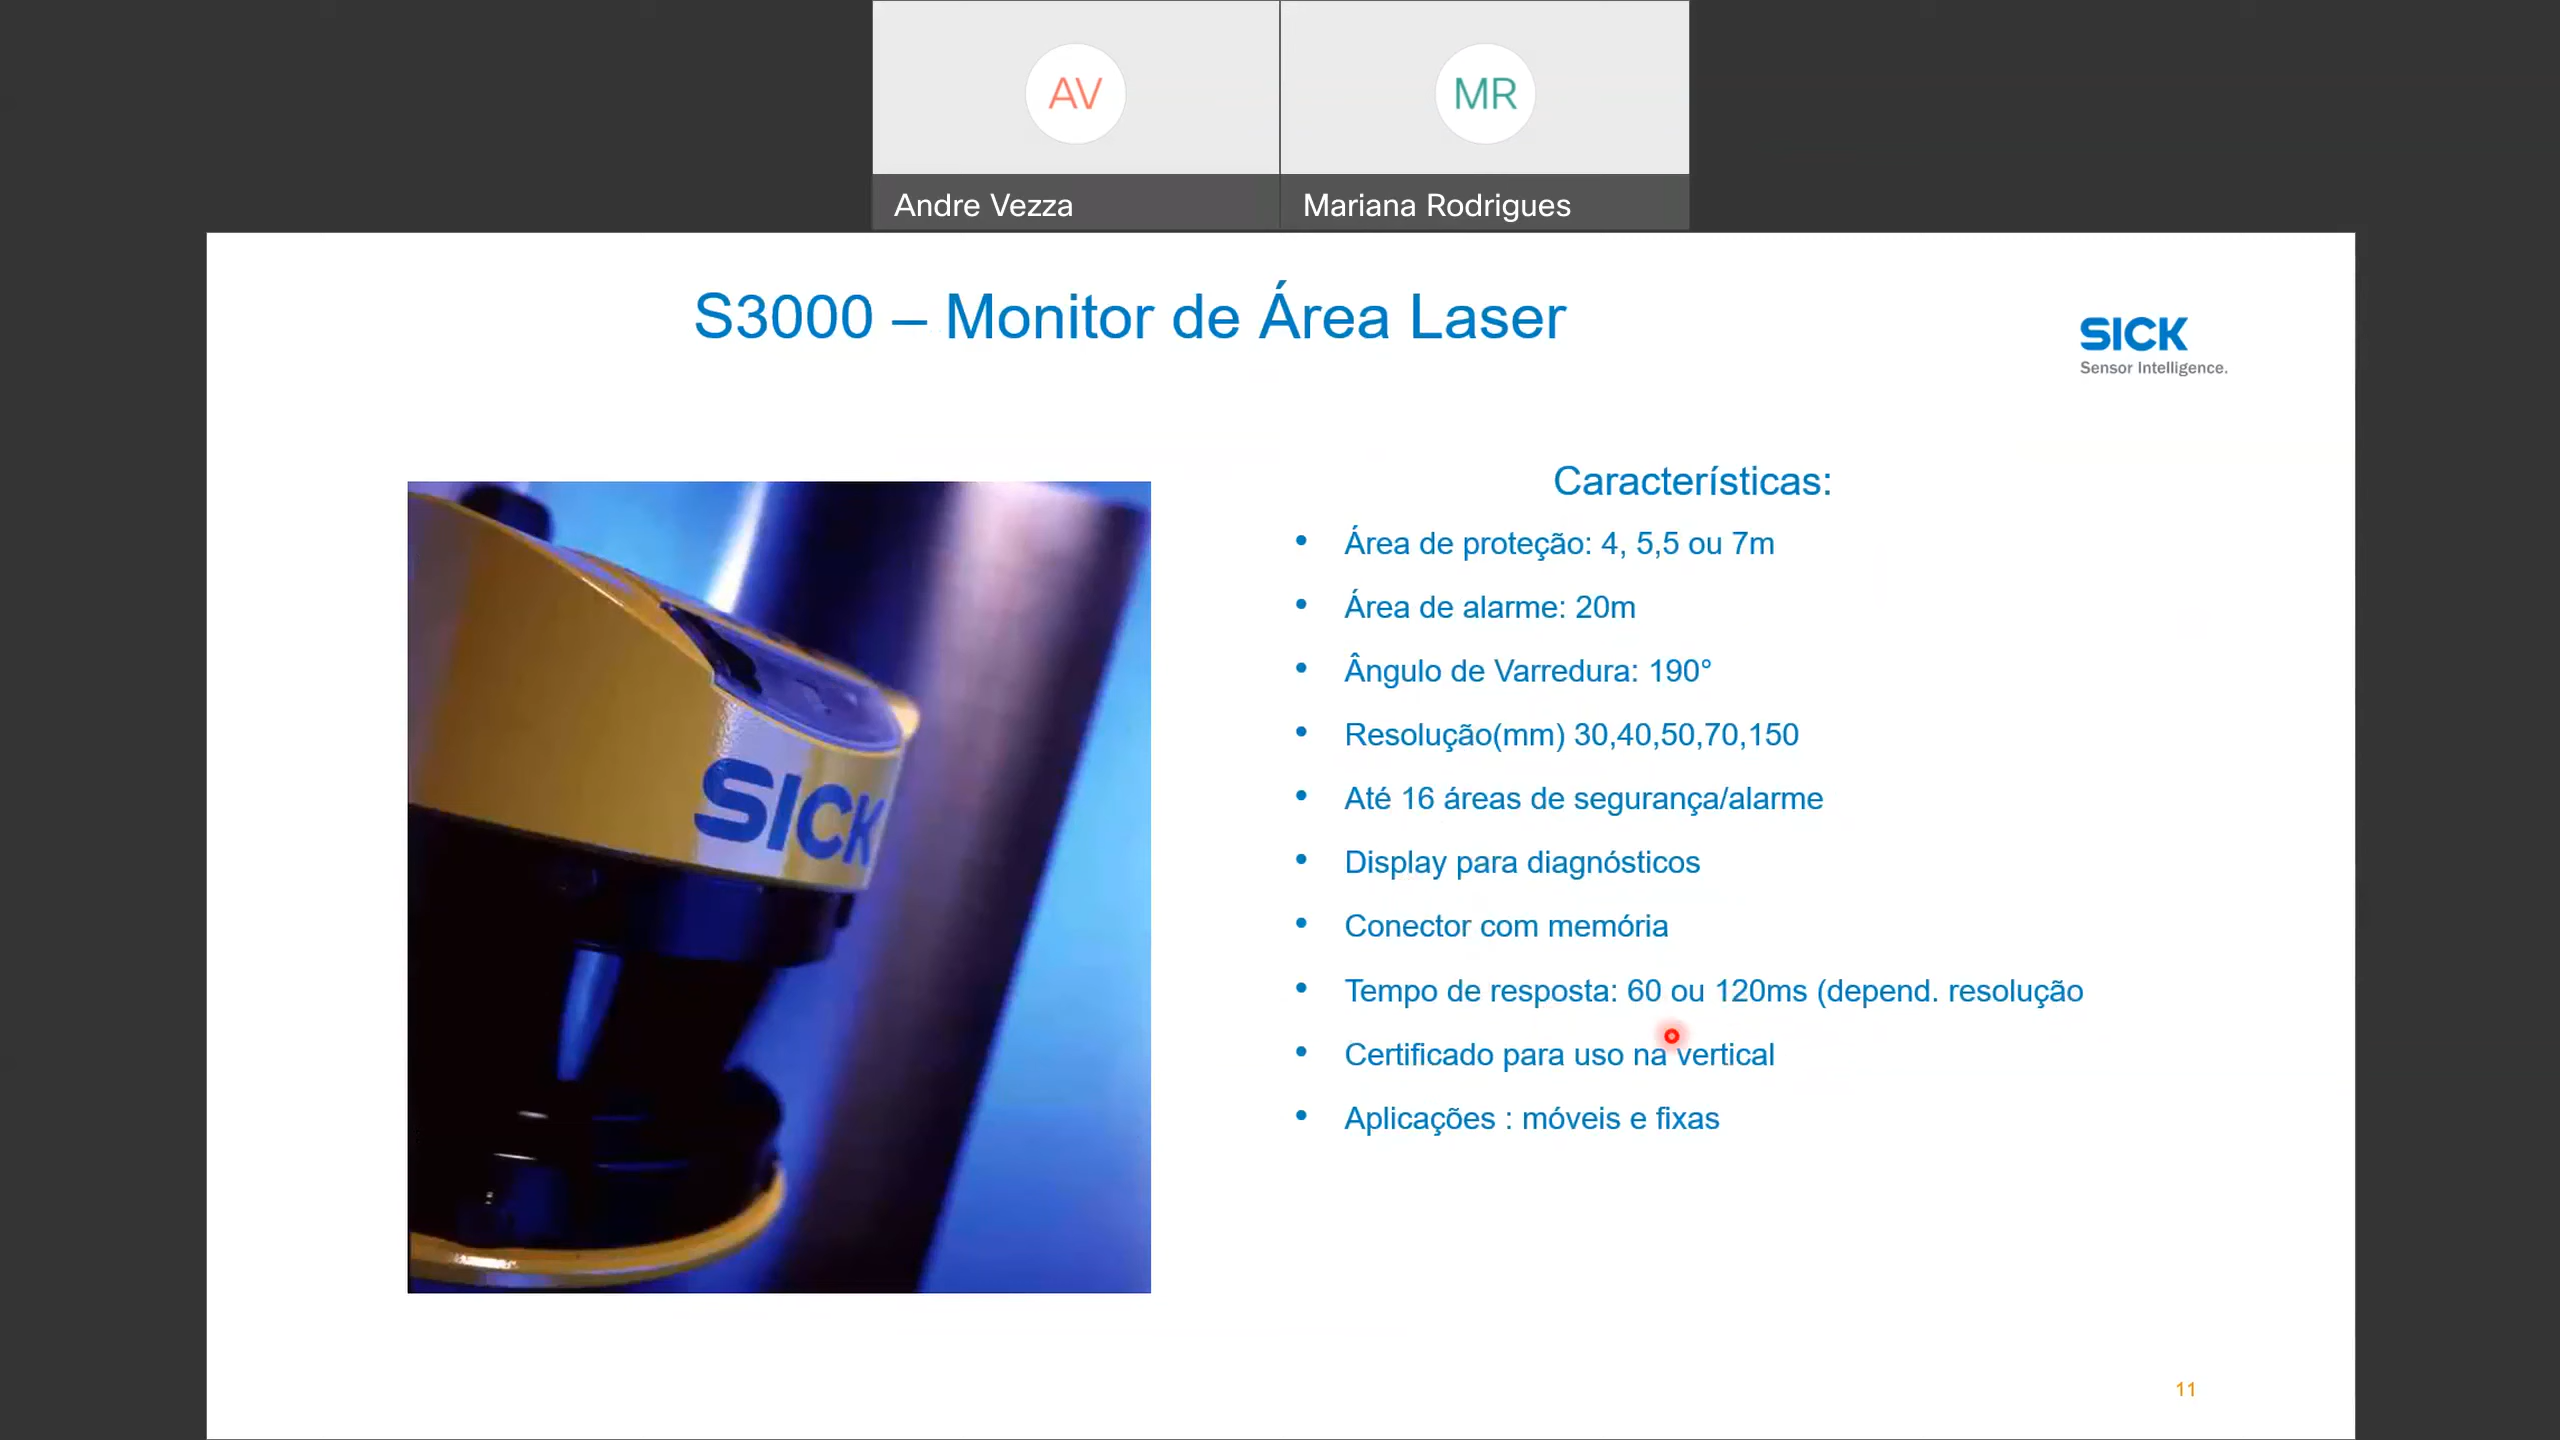 AV
MR
Andre Vezza
Mariana Rodrigues
S3000 – Monitor de Área Laser
SICK
Sensor Intelligence.
Características:
• Área de proteção: 4, 5,5 ou 7m
• Área de alarme: 20m
• Ângulo de Varredura: 190°
• Resolução(mm) 30,40,50,70,150
• Até 16 áreas de segurança/alarme
• Display para diagnósticos
• Conector com memória
• Tempo de resposta: 60 ou 120ms (depend. resolução
• Certificado para uso na vertical
• Aplicações : móveis e fixas
SICK
11